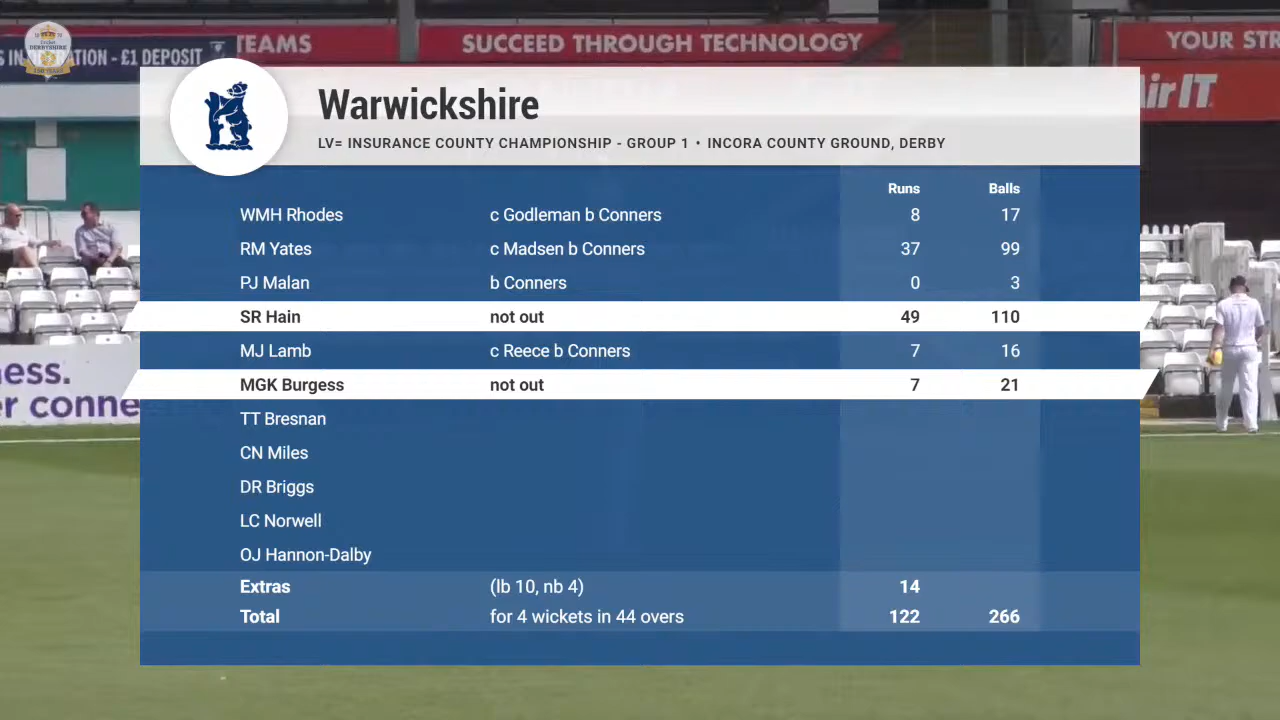 S IN
TION - £1 DEPOSIT
TEAMS
SUCCEED THROUGH TECHNOLOGY
YOUR STR
Air IT
DERBYSHIRE
Warwickshire
LV= INSURANCE COUNTY CHAMPIONSHIP - GROUP 1 • INCORA COUNTY GROUND, DERBY
Runs Balls
WMH Rhodes c Godleman b Conners 8 17
RM Yates c Madsen b Conners 37 99
PJ Malan b Conners 0 3
SR Hain not out 49 110
MJ Lamb c Reece b Conners 7 16
MGK Burgess not out 7 21
TT Bresnan
CN Miles
DR Briggs
LC Norwell
OJ Hannon-Dalby
Extras (lb 10, nb 4) 14
Total for 4 wickets in 44 overs 122 266
ess.
r conne